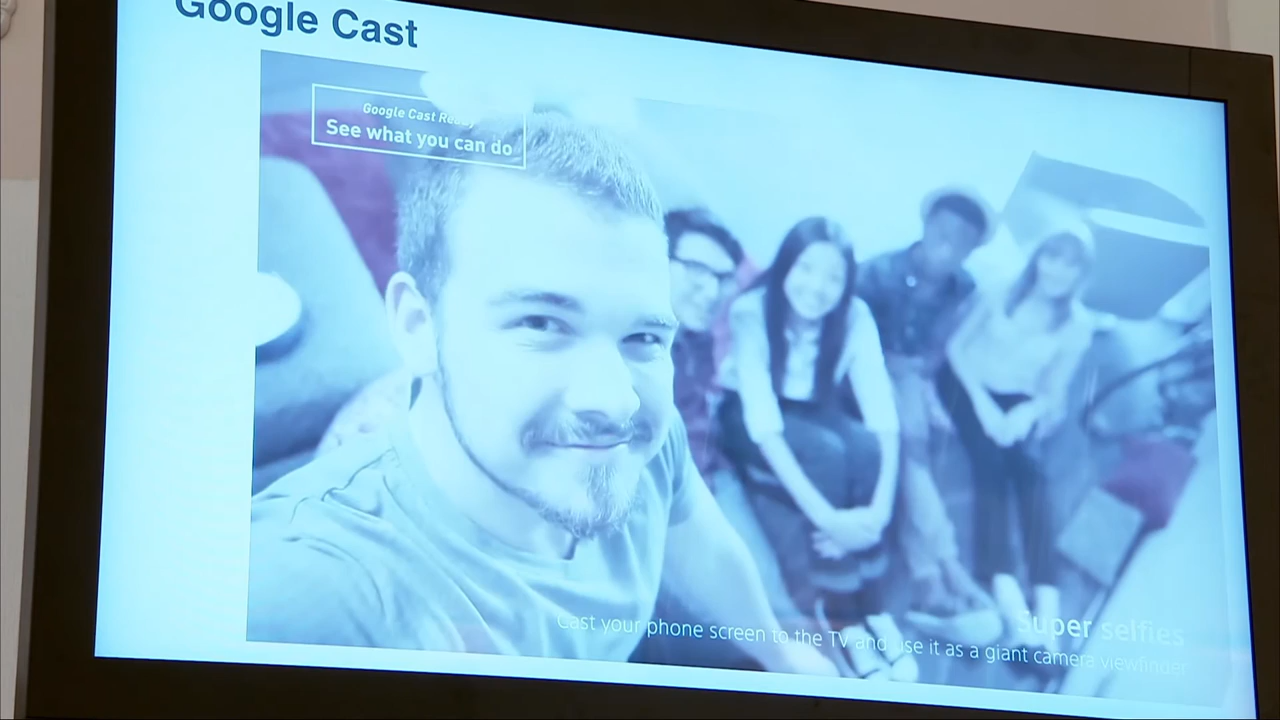 Google Cast
Google Cast Ready
See what you can do
Super selfies
Cast your phone screen to the TV and use it as a giant camera viewfinder